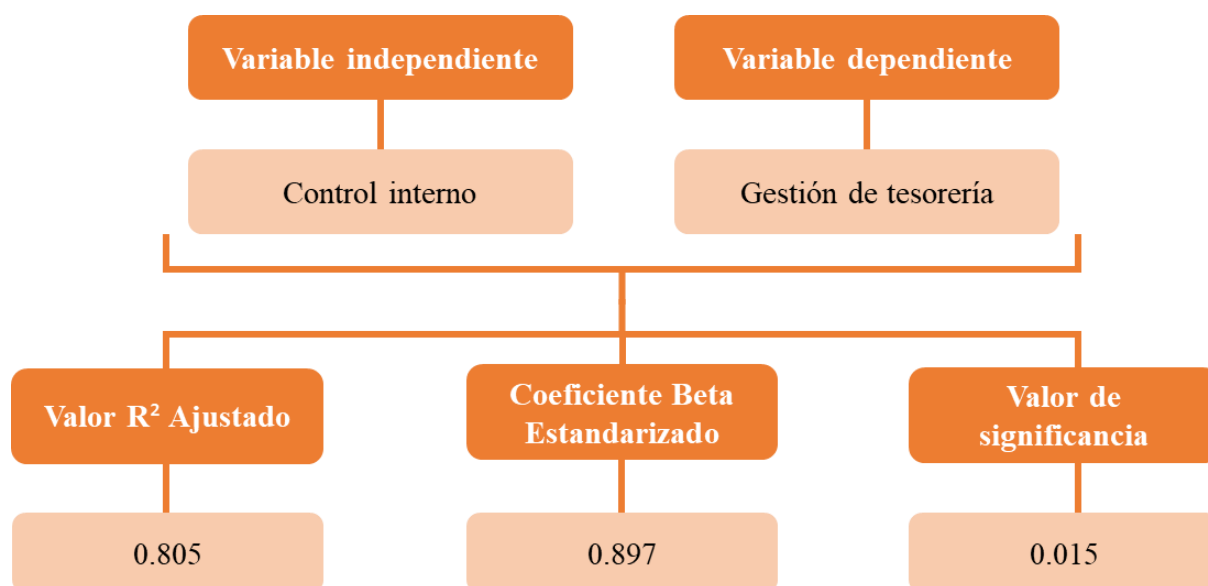 Variable independiente
Variable dependiente
Control interno
Gestión de tesorería
Valor R² Ajustado
Coeficiente Beta
Estandarizado
Valor de
significancia
0.805
0.897
0.015